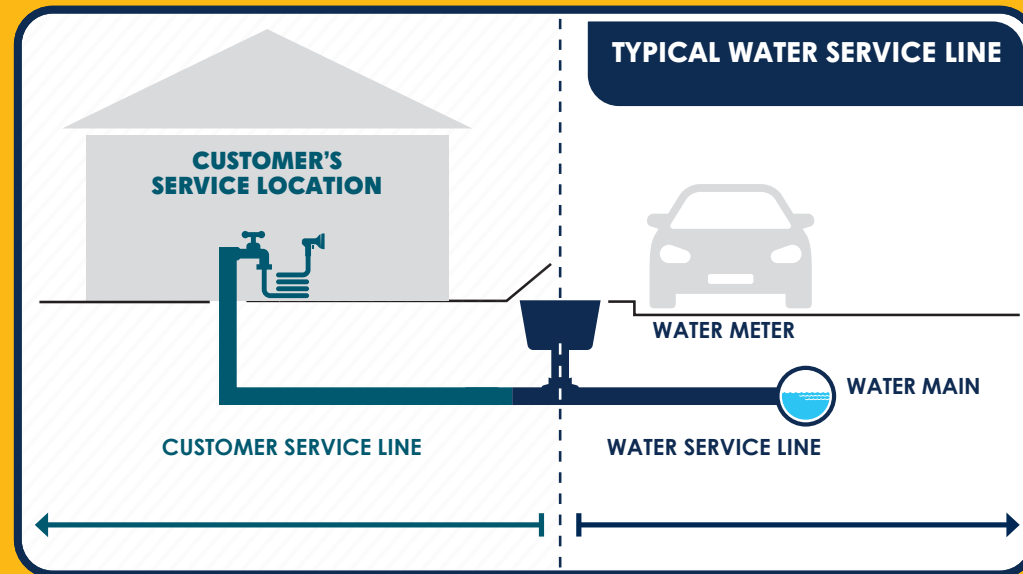 TYPICAL WATER SERVICE LINE
CUSTOMER'S
SERVICE LOCATION
WATER METER
WATER MAIN
CUSTOMER SERVICE LINE
WATER SERVICE LINE